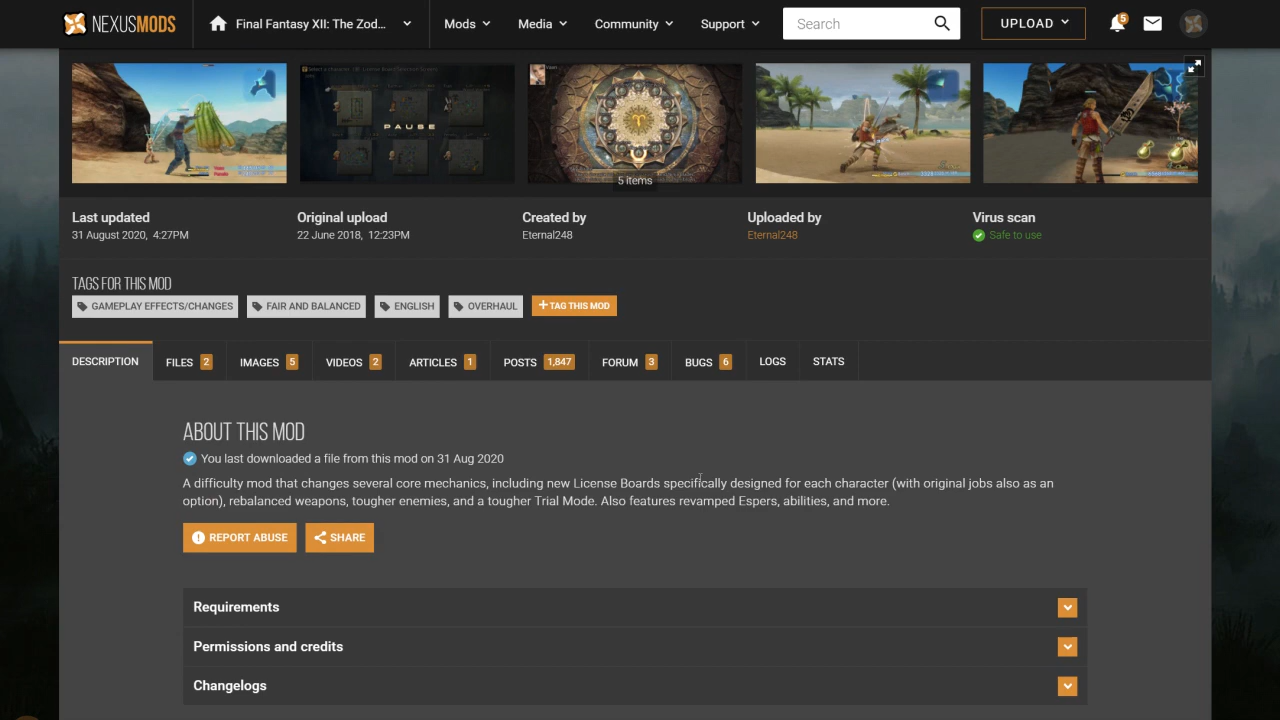 NEXUSMODS
Final Fantasy XII: The Zod...
Mods
Media
Community
Support
Search
UPLOAD
5
PAUSE
5 items
Last updated
31 August 2020, 4:27PM
Original upload
22 June 2018, 12:23PM
Created by
Eternal248
Uploaded by
Eternal248
Virus scan
Safe to use
TAGS FOR THIS MOD
GAMEPLAY EFFECTS/CHANGES
FAIR AND BALANCED
ENGLISH
OVERHAUL
+ TAG THIS MOD
DESCRIPTION
FILES 2
IMAGES 5
VIDEOS 2
ARTICLES 1
POSTS 1,847
FORUM 3
BUGS 6
LOGS
STATS
ABOUT THIS MOD
You last downloaded a file from this mod on 31 Aug 2020
A difficulty mod that changes several core mechanics, including new License Boards specifically designed for each character (with original jobs also as an
option), rebalanced weapons, tougher enemies, and a tougher Trial Mode. Also features revamped Espers, abilities, and more.
REPORT ABUSE
SHARE
Requirements
Permissions and credits
Changelogs